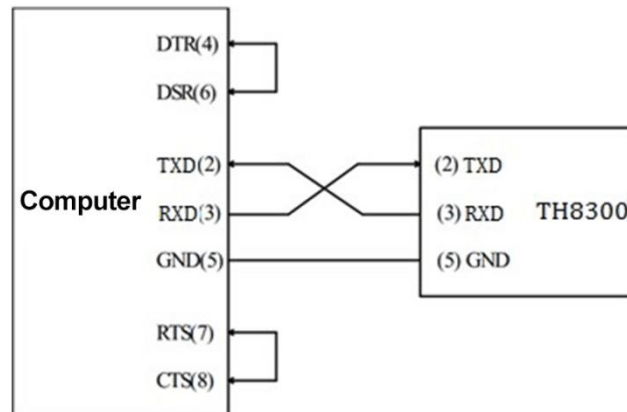 DTR(4)
DSR(6)
TXD(2)
RXD(3)
GND(5)
RTS(7)
CTS(8)
Computer
(2) TXD
(3) RXD
(5) GND
TH8300